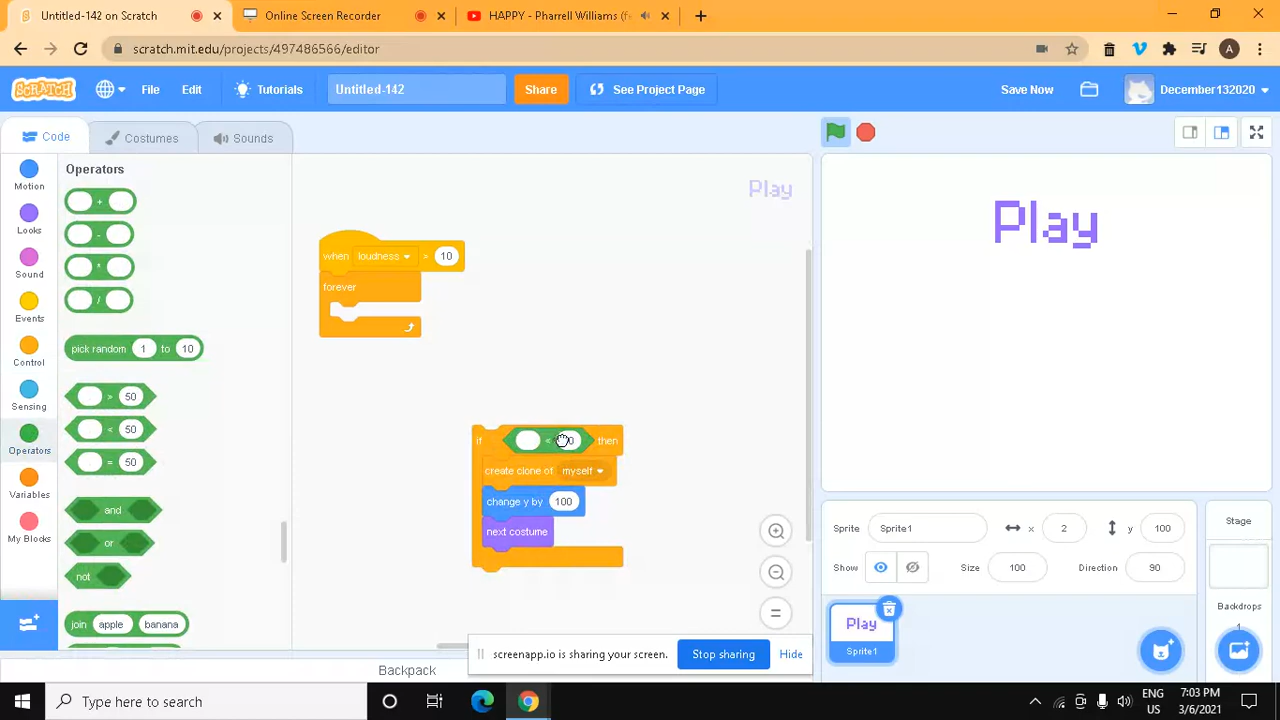 Untitled-142 on Scratch
Online Screen Recorder
HAPPY - Pharrell Williams (fe
scratch.mit.edu/projects/497486566/editor
A
SCRATCH
File
Edit
Tutorials
Untitled-142
Share
See Project Page
Save Now
December132020
Code
Costumes
Sounds
Motion
Looks
Sound
Events
Control
Sensing
Operators
Variables
My Blocks
Operators
+
-
*
/
pick random 1 to 10
> 50
< 50
= 50
and
or
not
join apple banana
Play
when loudness > 10
forever
if < then
create clone of myself
change y by 100
next costume
Play
Sprite
Sprite1
x
2
y
100
Show
Size
100
Direction
90
Play
Sprite1
Stage
Backdrops
1
Backpack
screenapp.io is sharing your screen.
Stop sharing
Hide
Type here to search
ENG
US
7:03 PM
3/6/2021